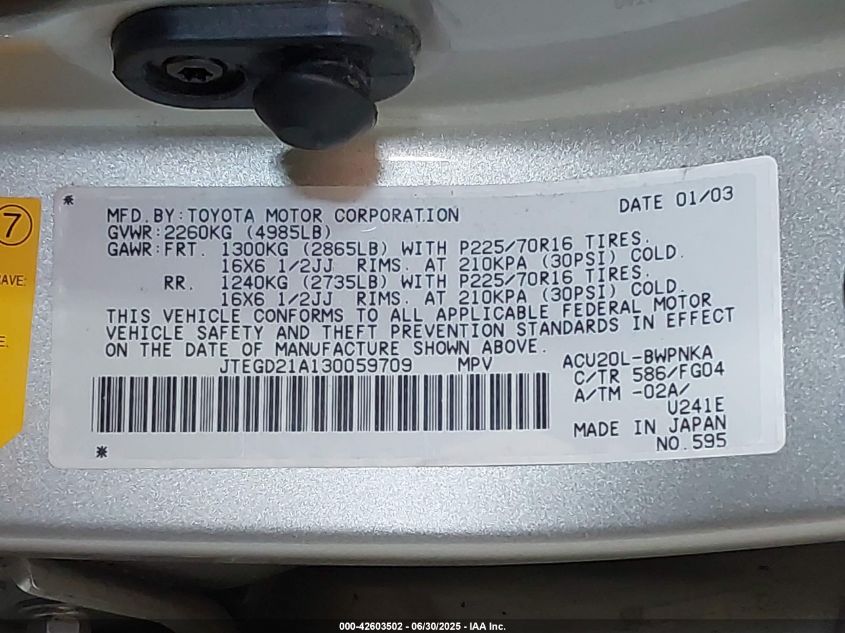 7
HAVE:
E.
*
DATE 01/03
MFD.BY:TOYOTA MOTOR CORPORATION
GVWR:2260KG (4985LB)
GAWR:FRT. 1300KG (2865LB) WITH P225/70R16 TIRES.
16X6 1/2JJ RIMS. AT 210KPA (30PSI) COLD.
RR. 1240KG (2735LB) WITH P225/70R16 TIRES.
16X6 1/2JJ RIMS. AT 210KPA (30PSI) COLD.
THIS VEHICLE CONFORMS TO ALL APPLICABLE FEDERAL MOTOR
VEHICLE SAFETY AND THEFT PREVENTION STANDARDS IN EFFECT
ON THE DATE OF MANUFACTURE SHOWN ABOVE.
JTEGD21A130059709 MPV
ACU20L-BWPNKA
C/TR 586/FG04
A/TM -02A/
U241E
MADE IN JAPAN
NO.595
*
000-42603502 - 06/30/2025 - IAA Inc.